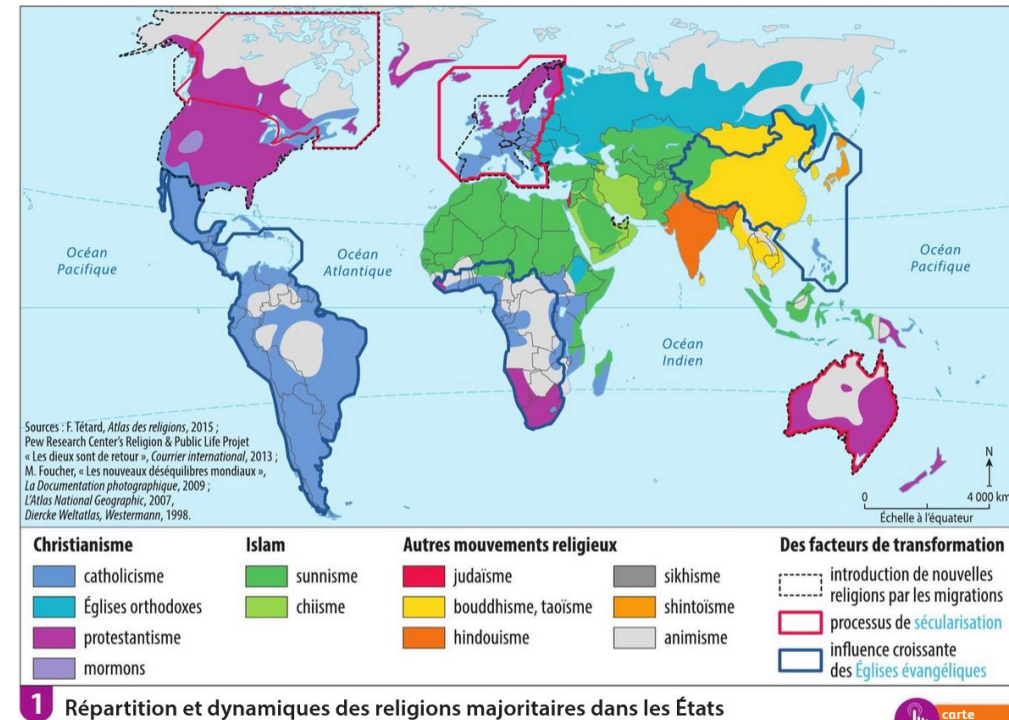 Océan
Pacifique
Océan
Atlantique
Océan
Indien
Océan
Pacifique
Sources : F. Tétard, Atlas des religions, 2015 ;
Pew Research Center's Religion & Public Life Projet
« Les dieux sont de retour », Courrier international, 2013 ;
M. Foucher, « Les nouveaux déséquilibres mondiaux »,
La Documentation photographique, 2009 ;
L'Atlas National Geographic, 2007,
Diercke Weltatlas, Westermann, 1998.
N
0 4 000 km
Échelle à l'équateur
Christianisme
catholicisme
Églises orthodoxes
protestantisme
mormons
Islam
sunnisme
chiisme
Autres mouvements religieux
judaïsme
bouddhisme, taoïsme
hindouisme
sikhisme
shintoïsme
animisme
Des facteurs de transformation
introduction de nouvelles
religions par les migrations
processus de sécularisation
influence croissante
des Églises évangéliques
1 Répartition et dynamiques des religions majoritaires dans les États
carte